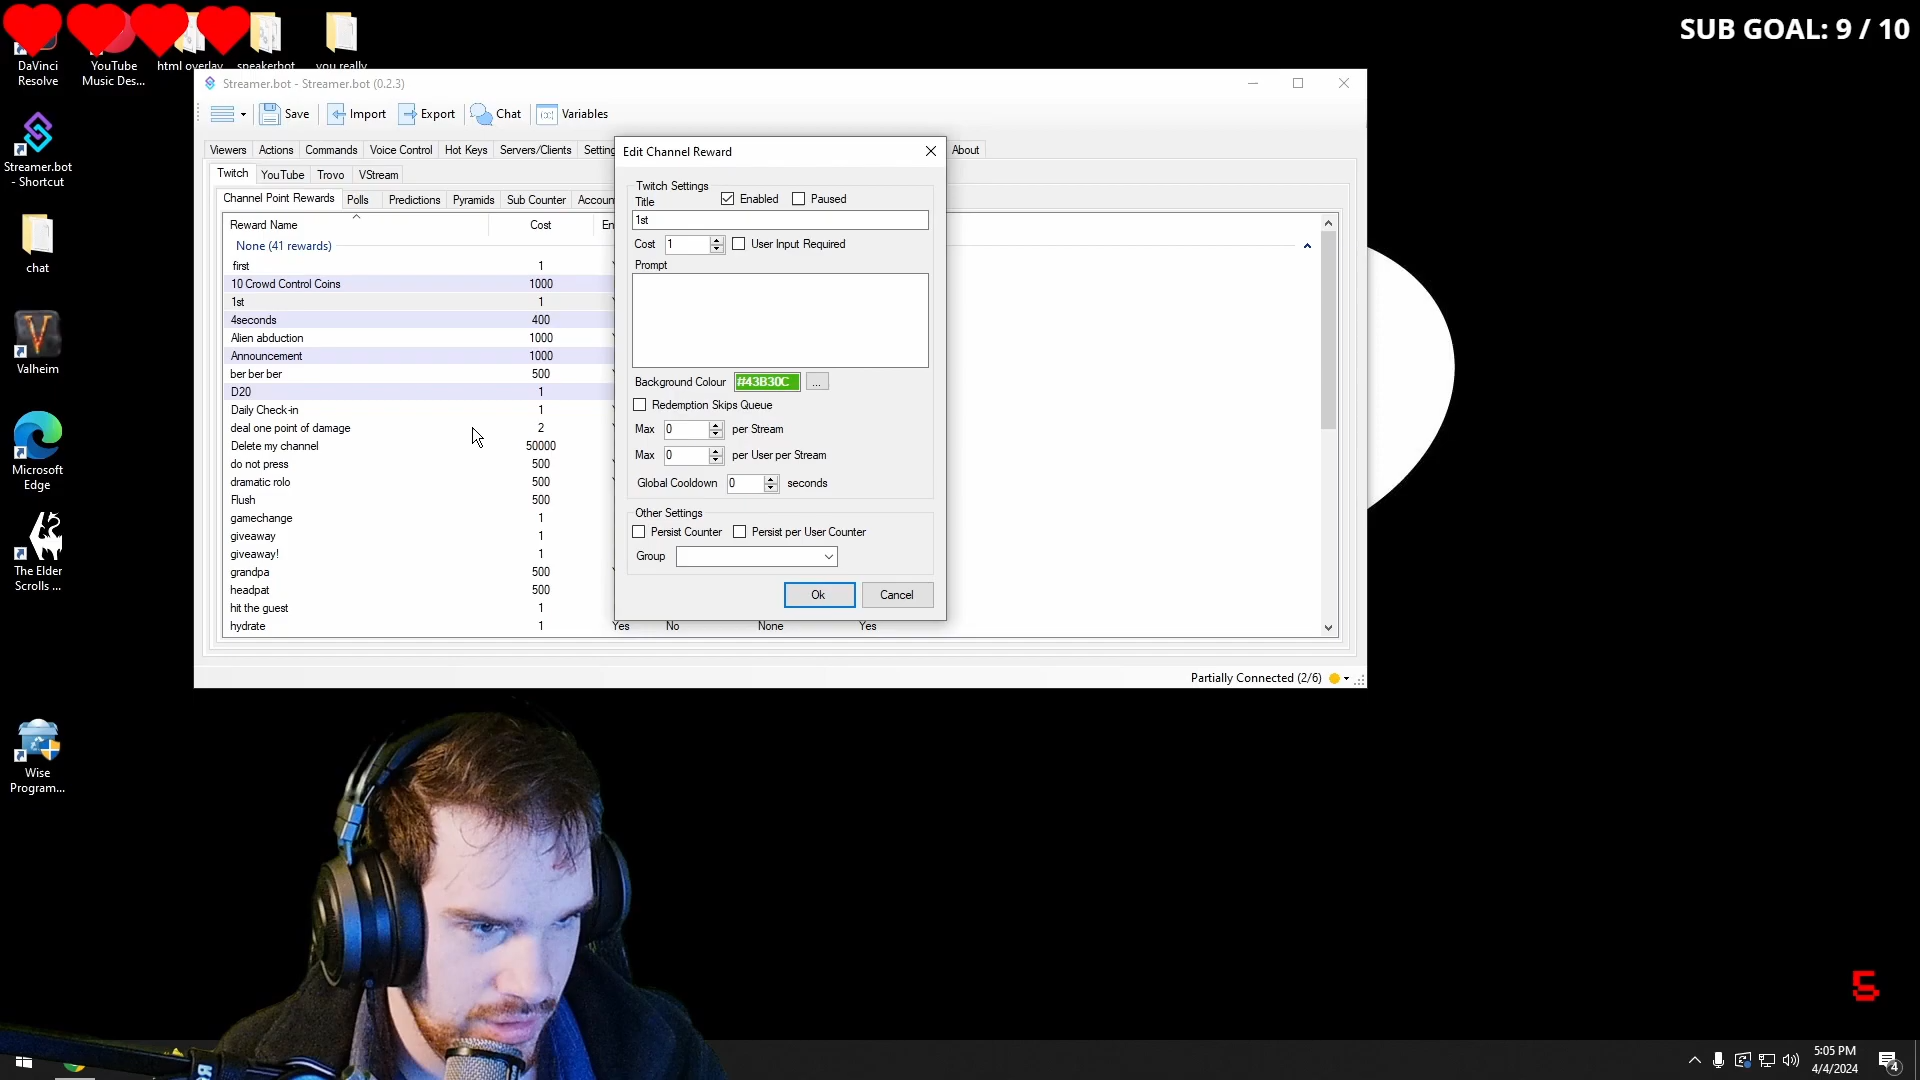 SUB GOAL: 9 / 10
DaVinci
Resolve
YouTube
Music Des...
html overlay
speakerbot
you really
Streamer.bot
- Shortcut
chat
Valheim
Microsoft
Edge
The Elder
Scrolls ...
Wise
Program...
Streamer.bot - Streamer.bot (0.2.3)
Save
Import
Export
Chat
Variables
Viewers
Actions
Commands
Voice Control
Hot Keys
Servers/Clients
Setting
About
Twitch
YouTube
Trovo
VStream
Channel Point Rewards
Polls
Predictions
Pyramids
Sub Counter
Accoun
Reward Name Cost En
None (41 rewards)
first 1
10 Crowd Control Coins 1000
1st 1
4seconds 400
Alien abduction 1000
Announcement 1000
ber ber ber 500
D20 1
Daily Check-in 1
deal one point of damage 2
Delete my channel 50000
do not press 500
dramatic rolo 500
Flush 500
gamechange 1
giveaway 1
giveaway! 1
grandpa 500
headpat 500
hit the guest 1
hydrate 1 Yes No None Yes
Partially Connected (2/6)
Edit Channel Reward
Twitch Settings
Title
Enabled
Paused
1st
Cost 1
User Input Required
Prompt
Background Colour #43B30C ...
Redemption Skips Queue
Max 0 per Stream
Max 0 per User per Stream
Global Cooldown 0 seconds
Other Settings
Persist Counter
Persist per User Counter
Group
Ok
Cancel
5
5:05 PM
4/4/2024
4